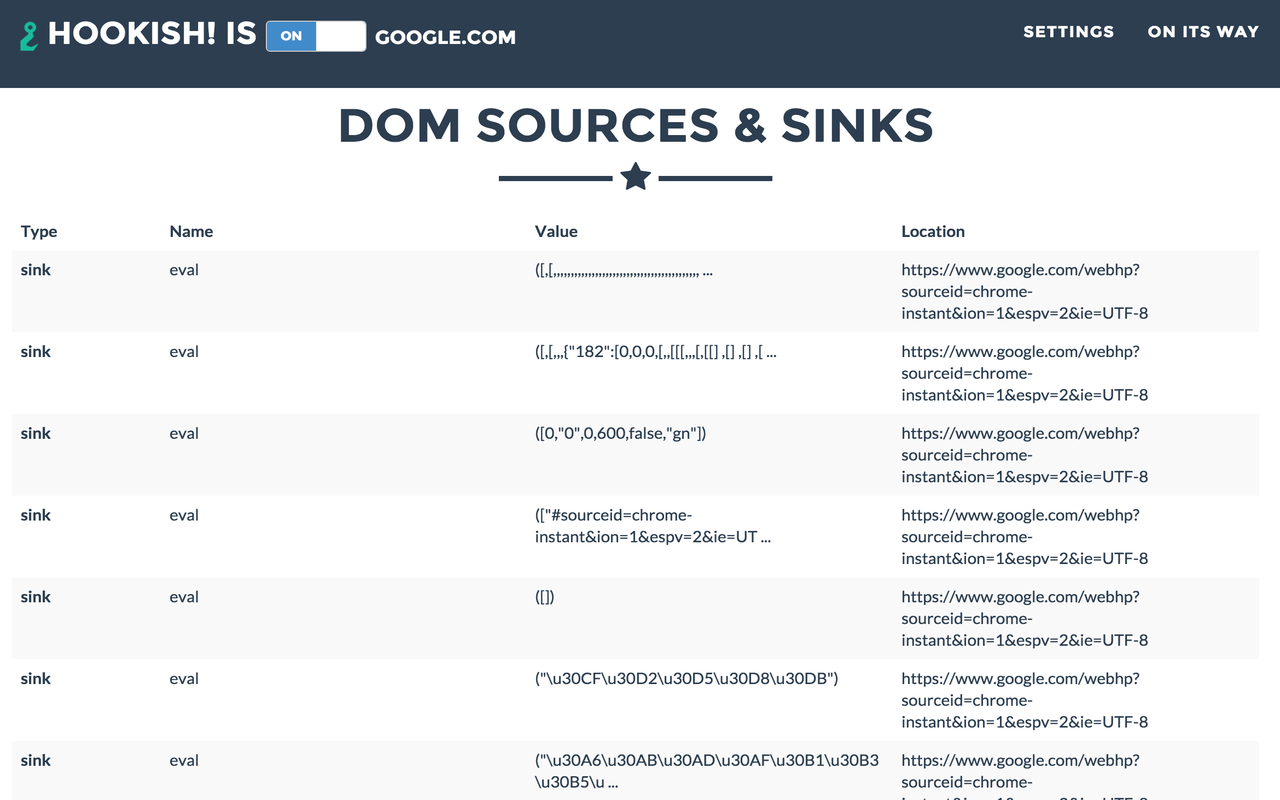 HOOKISH! IS ON GOOGLE.COM SETTINGS ON ITS WAY
DOM SOURCES & SINKS
Type Name Value Location
sink eval ([,[,,,,,,,,,,,,,,,,,,,,,,,,,,,,,,,,,,,,,,,,,, ... https://www.google.com/webhp?
sourceid=chrome-
instant&ion=1&espv=2&ie=UTF-8
sink eval ([,[,,,{"182":[0,0,0,[,,[[[,,,[,[[] ,[] ,[] ,[ ... https://www.google.com/webhp?
sourceid=chrome-
instant&ion=1&espv=2&ie=UTF-8
sink eval ([0,"0",0,600,false,"gn"]) https://www.google.com/webhp?
sourceid=chrome-
instant&ion=1&espv=2&ie=UTF-8
sink eval (["#sourceid=chrome- https://www.google.com/webhp?
instant&ion=1&espv=2&ie=UT ... sourceid=chrome-
instant&ion=1&espv=2&ie=UTF-8
sink eval ([]) https://www.google.com/webhp?
sourceid=chrome-
instant&ion=1&espv=2&ie=UTF-8
sink eval ("\u30CF\u30D2\u30D5\u30D8\u30DB") https://www.google.com/webhp?
sourceid=chrome-
instant&ion=1&espv=2&ie=UTF-8
sink eval ("\u30A6\u30AB\u30AD\u30AF\u30B1\u30B3 https://www.google.com/webhp?
\u30B5\u ... sourceid=chrome-